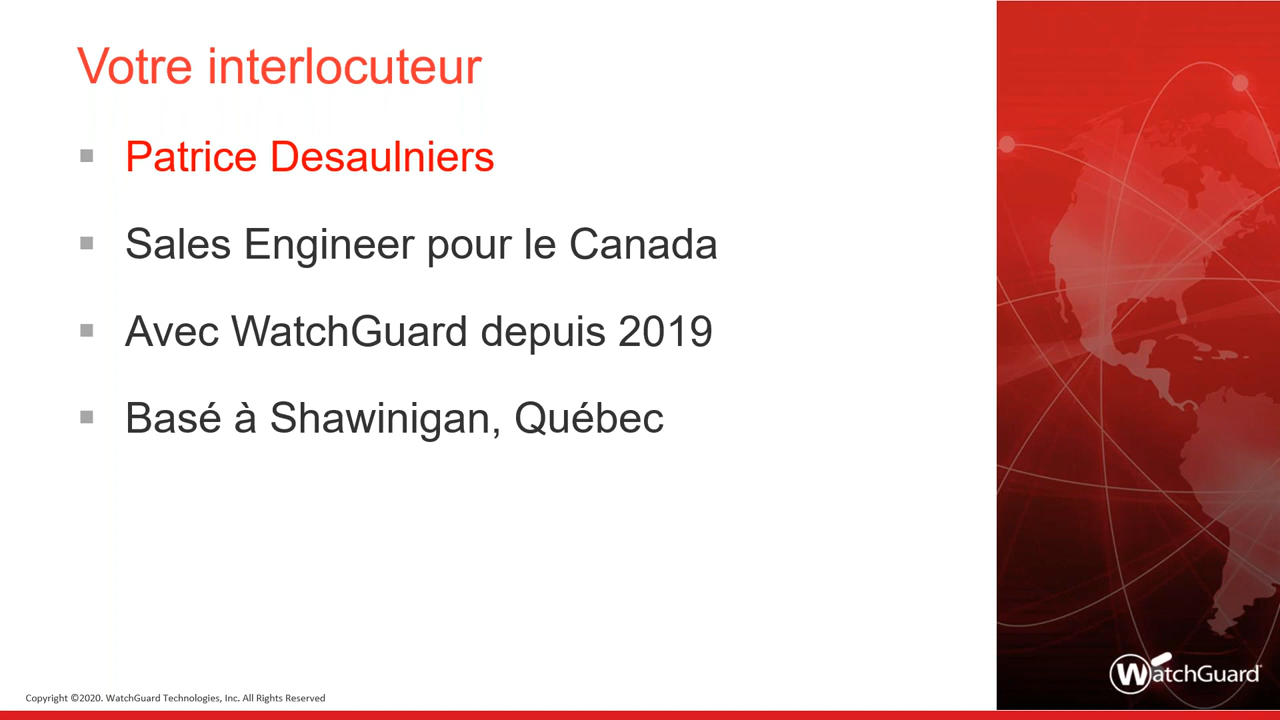 Votre interlocuteur
Patrice Desaulniers
Sales Engineer pour le Canada
Avec WatchGuard depuis 2019
Basé à Shawinigan, Québec
WatchGuard
Copyright ©2020. WatchGuard Technologies, Inc. All Rights Reserved